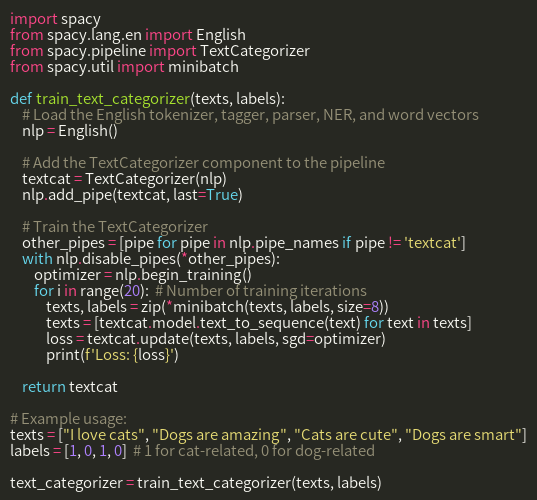 import spacy
from spacy.lang.en import English
from spacy.pipeline import TextCategorizer
from spacy.util import minibatch

def train_text_categorizer(texts, labels):
    # Load the English tokenizer, tagger, parser, NER, and word vectors
    nlp = English()

    # Add the TextCategorizer component to the pipeline
    textcat = TextCategorizer(nlp)
    nlp.add_pipe(textcat, last=True)

    # Train the TextCategorizer
    other_pipes = [pipe for pipe in nlp.pipe_names if pipe != 'textcat']
    with nlp.disable_pipes(*other_pipes):
        optimizer = nlp.begin_training()
        for i in range(20):  # Number of training iterations
            texts, labels = zip(*minibatch(texts, labels, size=8))
            texts = [textcat.model.text_to_sequence(text) for text in texts]
            loss = textcat.update(texts, labels, sgd=optimizer)
            print(f'Loss: {loss}')

    return textcat

# Example usage:
texts = ["I love cats", "Dogs are amazing", "Cats are cute", "Dogs are smart"]
labels = [1, 0, 1, 0]  # 1 for cat-related, 0 for dog-related

text_categorizer = train_text_categorizer(texts, labels)